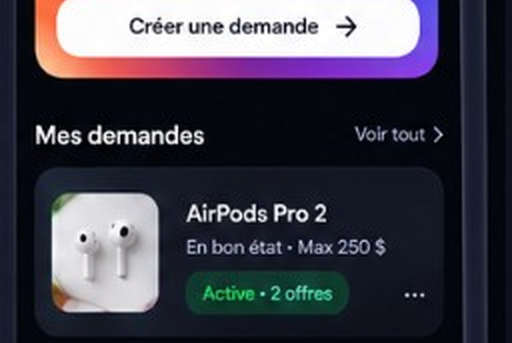 Créer une demande →
Mes demandes
Voir tout >
AirPods Pro 2
En bon état • Max 250 $
Active • 2 offres
...